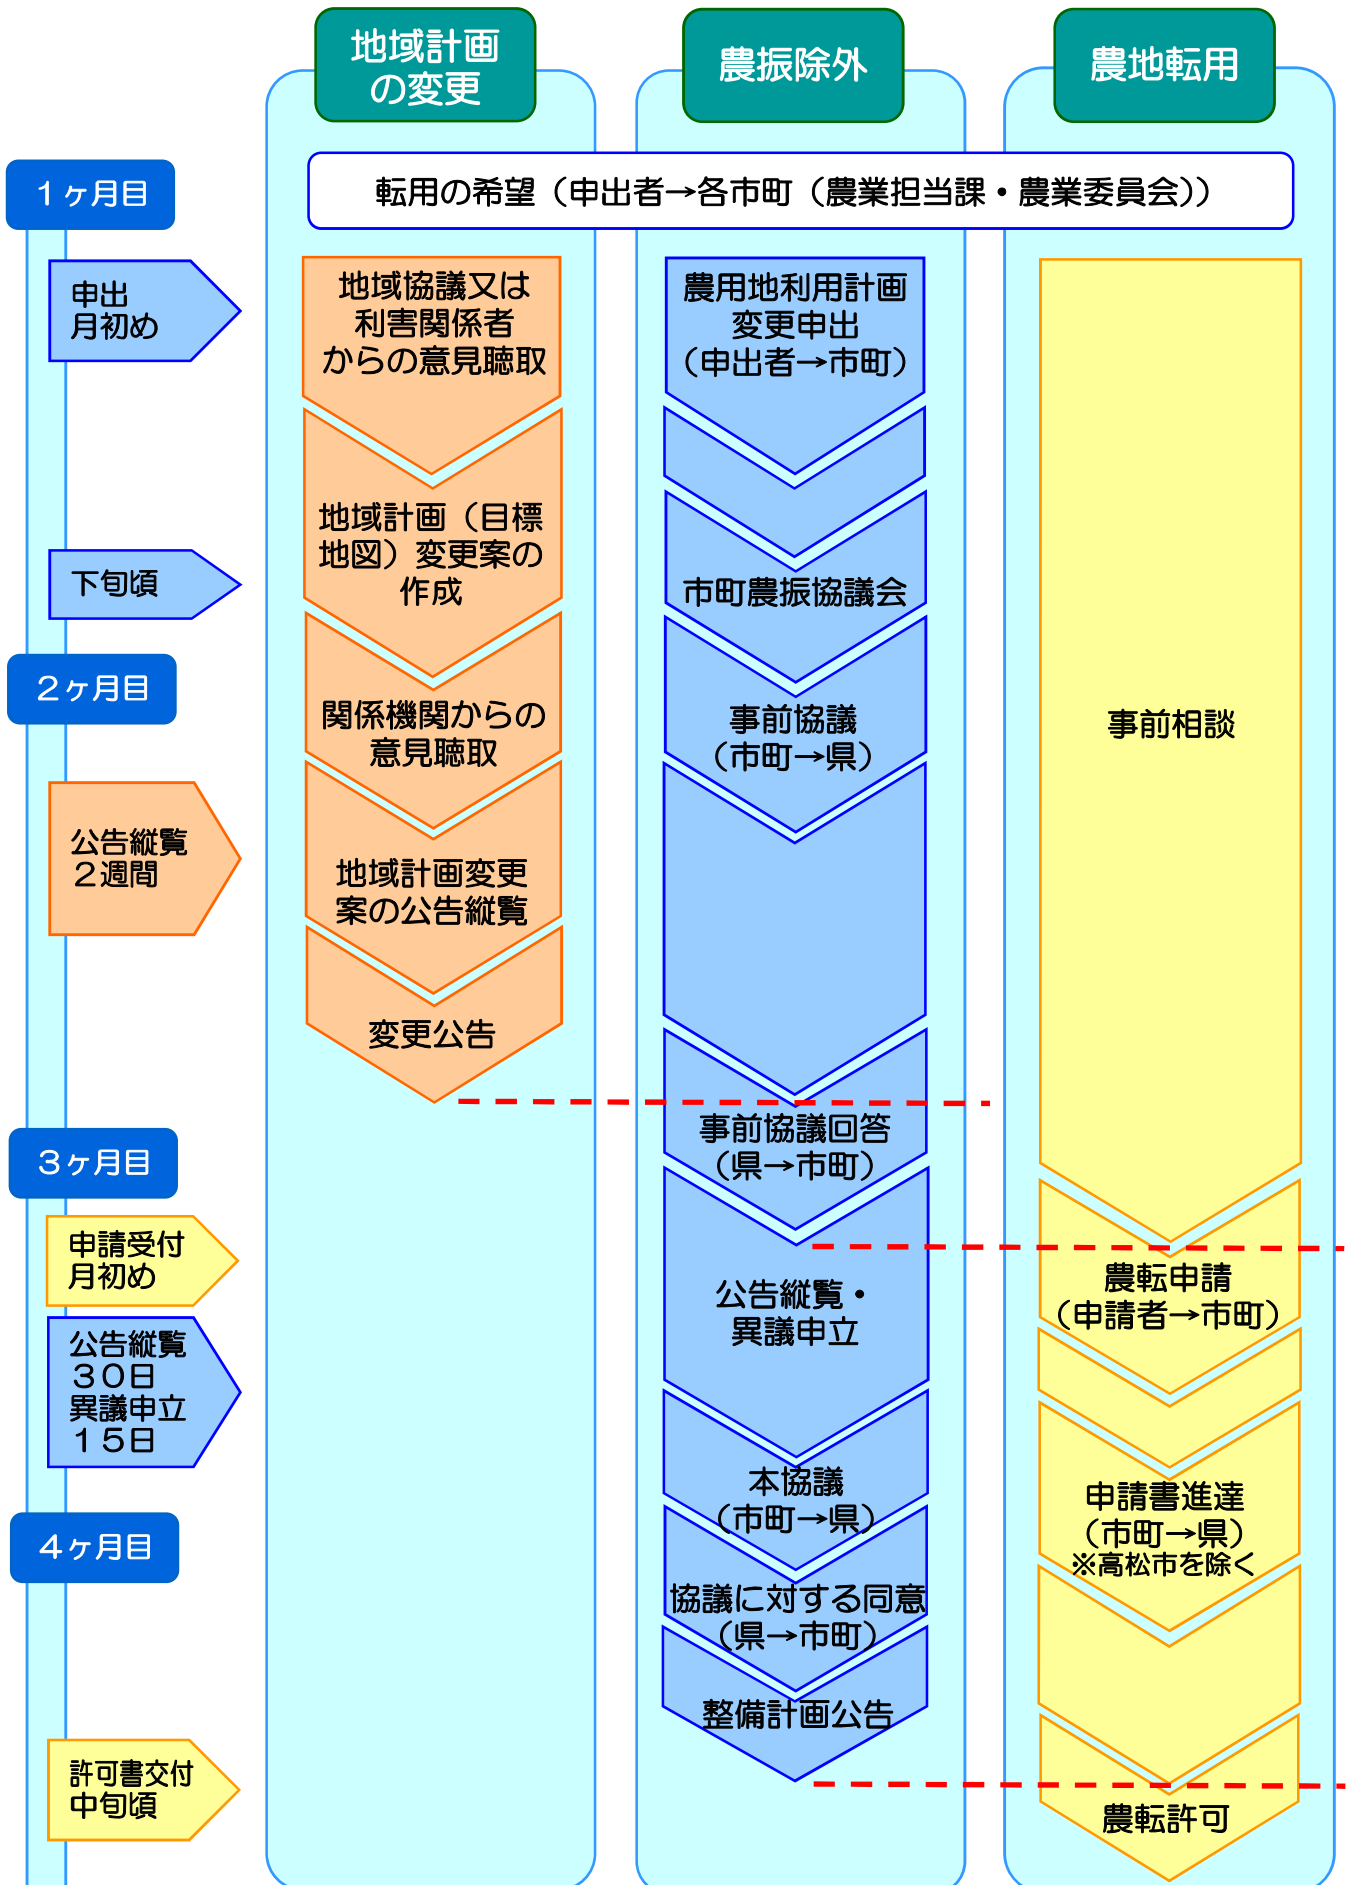 地域計画
の変更
農振除外
農地転用
１ヶ月目
転用の希望（申出者→各市町（農業担当課・農業委員会））
申出
月初め
地域協議又は
利害関係者
からの意見聴取
農用地利用計画
変更申出
（申出者→市町）
地域計画（目標
地図）変更案の
作成
下旬頃
市町農振協議会
２ヶ月目
関係機関からの
意見聴取
事前協議
（市町→県）
事前相談
公告縦覧
２週間
地域計画変更
案の公告縦覧
変更公告
事前協議回答
（県→市町）
３ヶ月目
申請受付
月初め
農転申請
（申請者→市町）
公告縦覧・
異議申立
公告縦覧
３０日
異議申立
１５日
本協議
（市町→県）
申請書進達
（市町→県）
※高松市を除く
４ヶ月目
協議に対する同意
（県→市町）
整備計画公告
許可書交付
中旬頃
農転許可